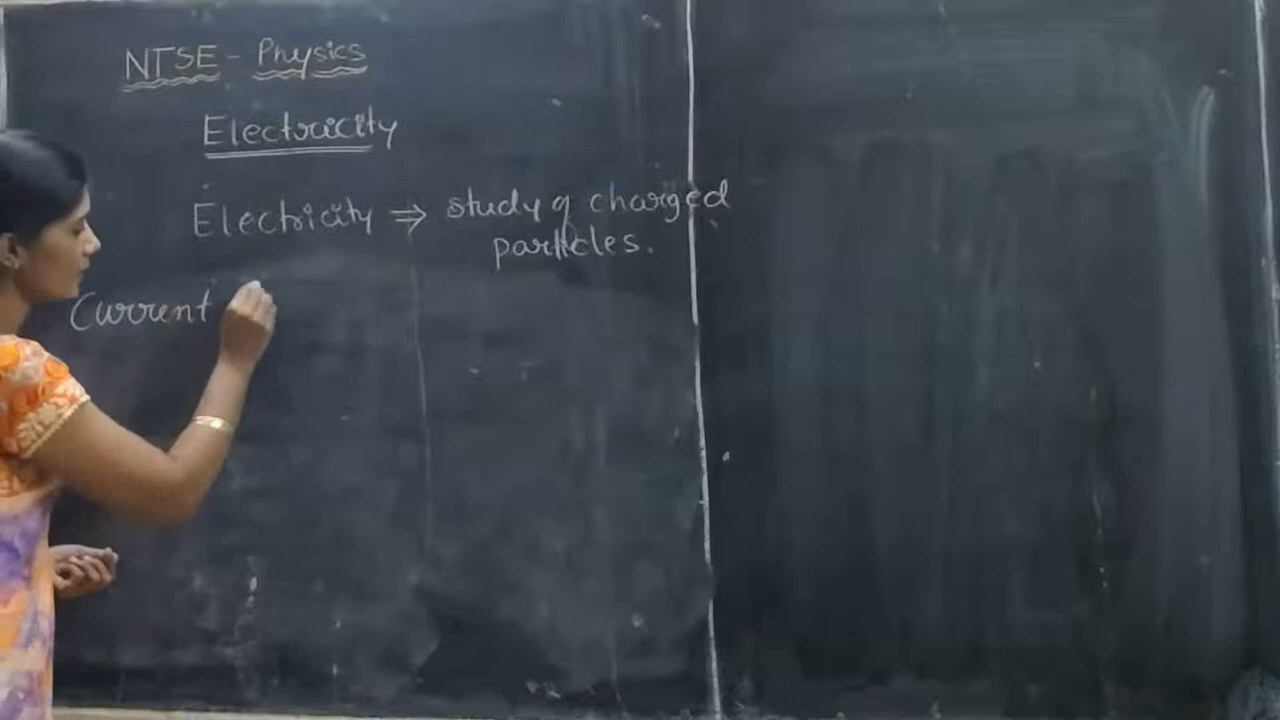 NTSE - Physics
Electricity
Electricity ⇒ study of charged
particles.
Current